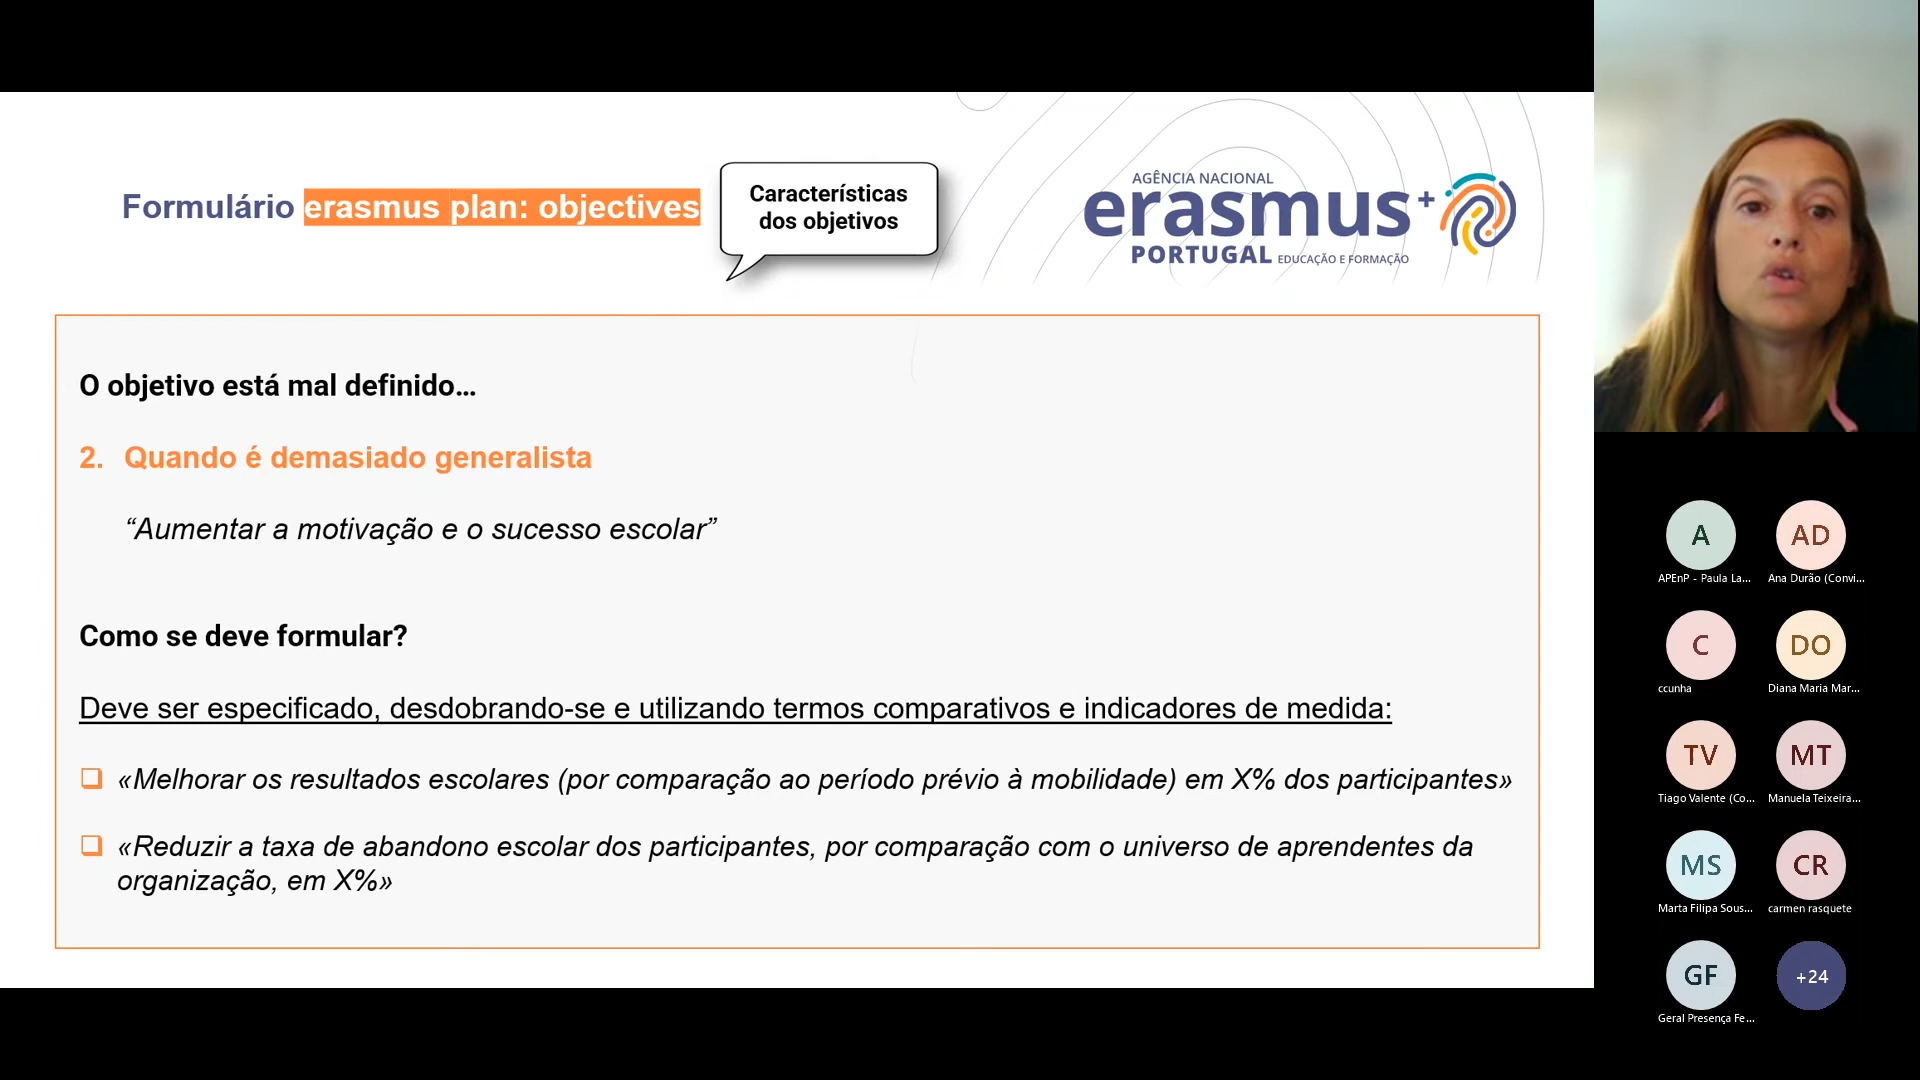 Formulário erasmus plan: objectives
Características
dos objetivos
AGÊNCIA NACIONAL
erasmus+
PORTUGAL EDUCAÇÃO E FORMAÇÃO
O objetivo está mal definido...
2. Quando é demasiado generalista
“Aumentar a motivação e o sucesso escolar”
Como se deve formular?
Deve ser especificado, desdobrando-se e utilizando termos comparativos e indicadores de medida:
❑ «Melhorar os resultados escolares (por comparação ao período prévio à mobilidade) em X% dos participantes»
❑ «Reduzir a taxa de abandono escolar dos participantes, por comparação com o universo de aprendentes da
organização, em X%»
A
AD
APEnP - Paula La...
Ana Durão (Convi...
C
DO
ccunha
Diana Maria Mar...
TV
MT
Tiago Valente (Co...
Manuela Teixeira...
MS
CR
Marta Filipa Sous...
carmen rasquete
GF
+24
Geral Presença Fe...